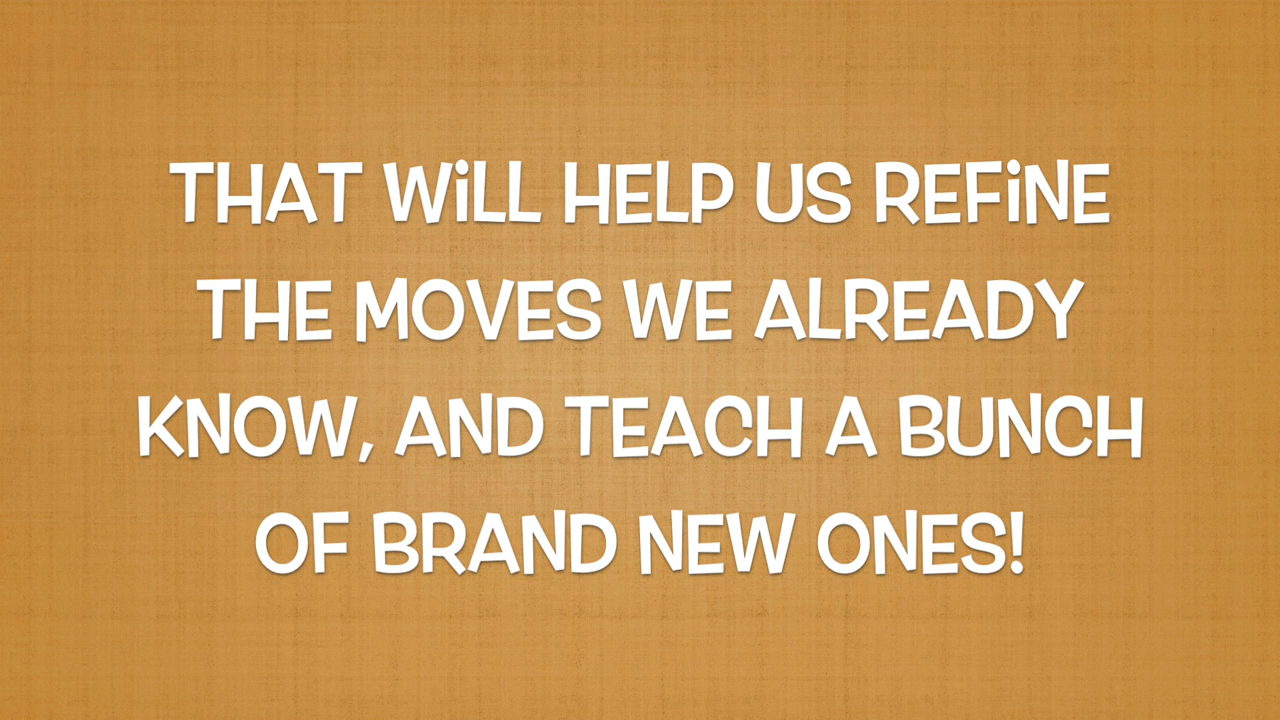 THAT WiLL HELP US REFiNE
THE MOVES WE ALREADY
KNOW, AND TEACH A BUNCH
OF BRAND NEW ONES!